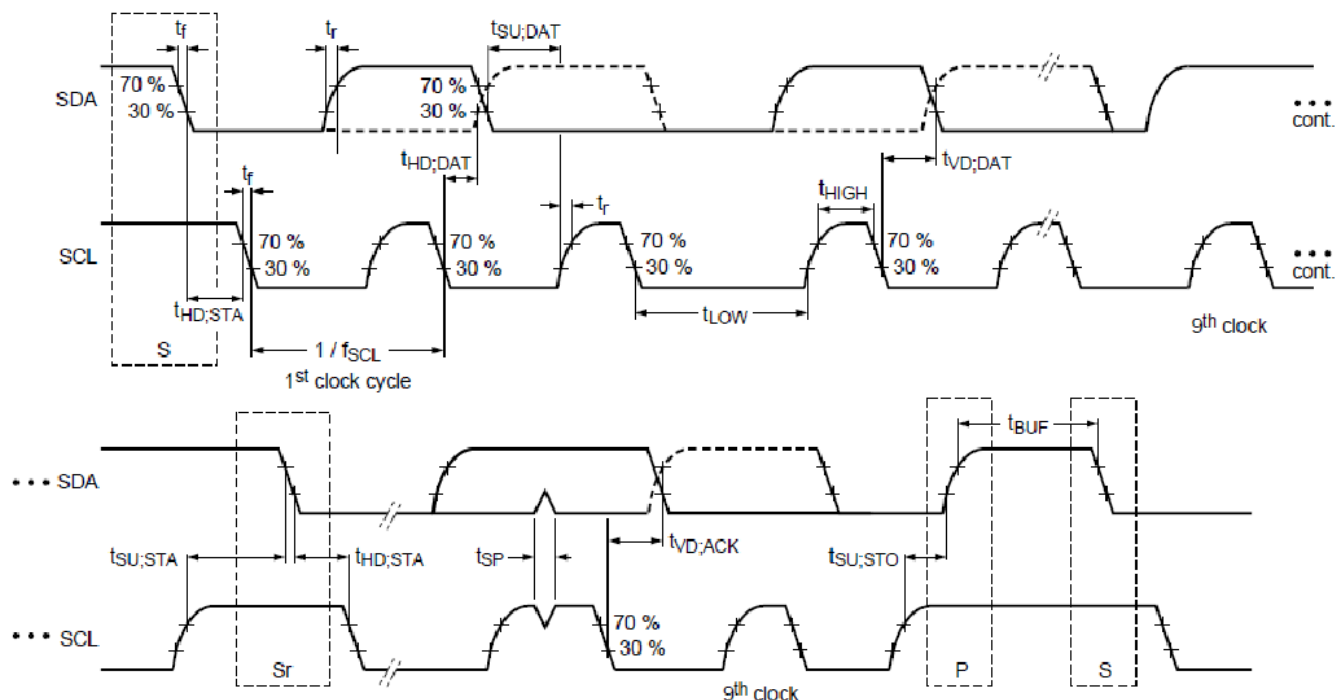 tf tr tSU;DAT
70 % 70 %
SDA
30 % 30 %
cont.
tf tHD;DAT tr tHIGH tVD;DAT
70 % 70 % 70 % 70 %
SCL
30 % 30 % 30 % 30 %
cont.
tHD;STA tLOW
9th clock
S 1 / fSCL
1st clock cycle
tBUF
SDA
tSU;STA tHD;STA tSP tVD;ACK tSU;STO
70 %
SCL
30 %
Sr P S
9th clock